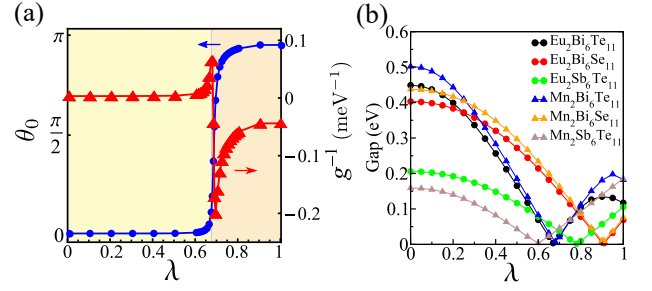 (a)
π
π/2
0
θ₀
0 0.2 0.4 0.6 0.8 1
λ
0.1
0
-0.1
-0.2
g⁻¹ (meV⁻¹)
(b)
0.6
0.5
0.4
0.3
0.2
0.1
0
Gap (eV)
0 0.2 0.4 0.6 0.8 1
λ
Eu₂Bi₆Te₁₁
Eu₂Bi₆Se₁₁
Eu₂Sb₆Te₁₁
Mn₂Bi₆Te₁₁
Mn₂Bi₆Se₁₁
Mn₂Sb₆Te₁₁